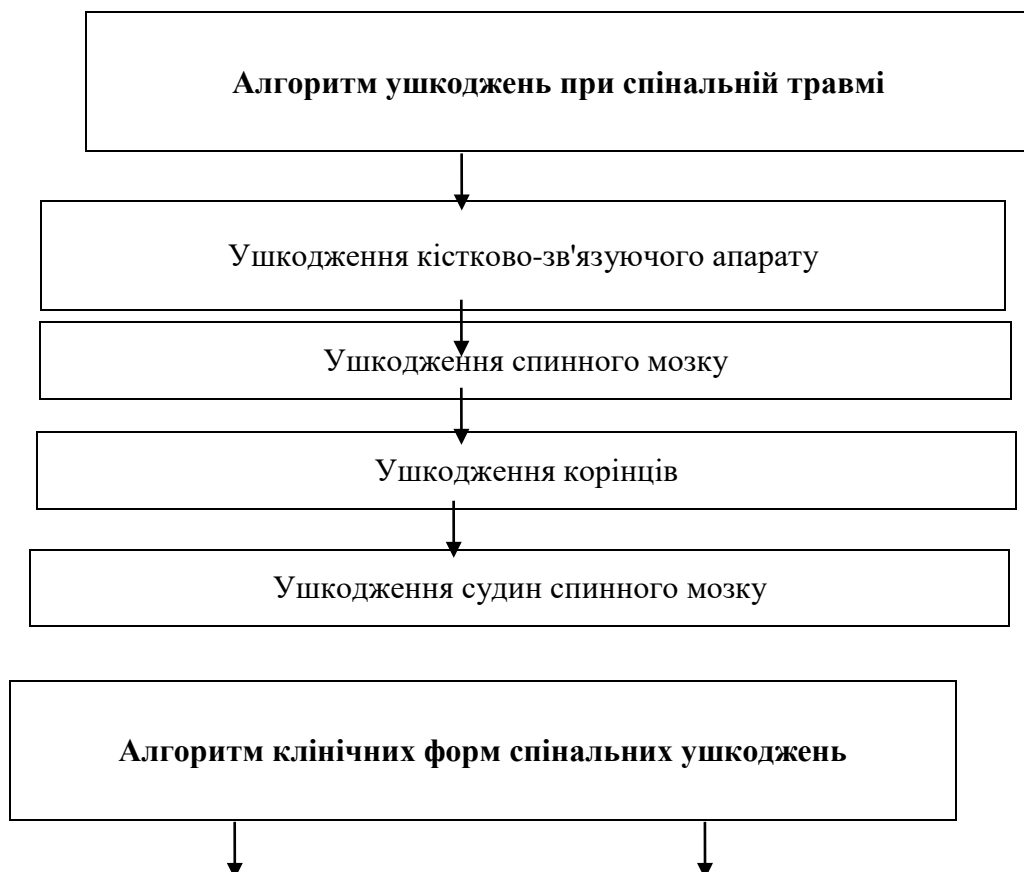 Алгоритм ушкоджень при спінальній травмі
Ушкодження кістково-зв'язуючого апарату
Ушкодження спинного мозку
Ушкодження корінців
Ушкодження судин спинного мозку
Алгоритм клінічних форм спінальних ушкоджень